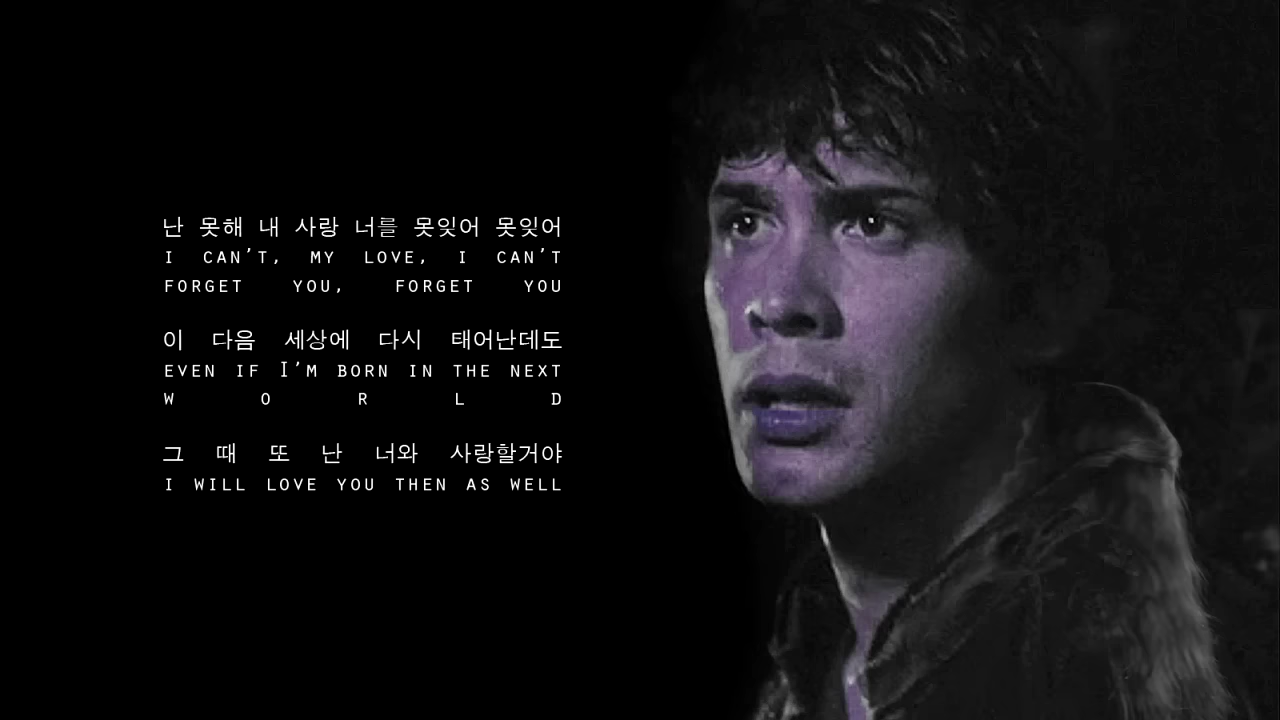 난 못해 내 사랑 너를 못잊어 못잊어
I CAN'T, MY LOVE, I CAN'T
FORGET YOU, FORGET YOU
이 다음 세상에 다시 태어난데도
EVEN IF I'M BORN IN THE NEXT
W O R L D
그 때 또 난 너와 사랑할거야
I WILL LOVE YOU THEN AS WELL